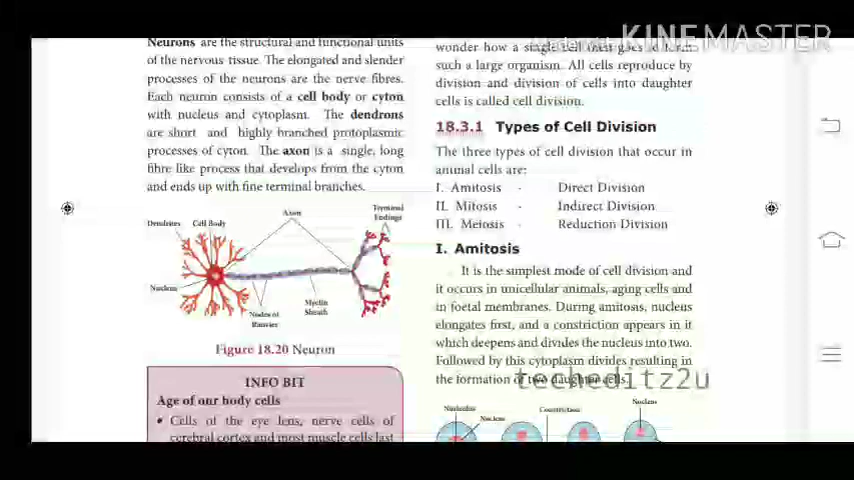 Neurons are the structural and functional units
of the nervous tissue. The elongated and slender
processes of the neurons are the nerve fibres.
Each neuron consists of a cell body or cyton
with nucleus and cytoplasm. The dendrons
are short and highly branched protoplasmic
processes of cyton. The axon is a single, long
fibre like process that develops from the cyton
and ends up with fine terminal branches.
Dendrites
Cell Body
Axon
Terminal
Endings
Nucleus
Nodes of
Ranvier
Myelin
Sheath
Figure 18.20 Neuron
INFO BIT
Age of our body cells
• Cells of the eye lens, nerve cells of
cerebral cortex and most muscle cells last
wonder how a single cell goes to form
such a large organism. All cells reproduce by
division and division of cells into daughter
cells is called cell division.
18.3.1 Types of Cell Division
The three types of cell division that occur in
animal cells are:
I. Amitosis - Direct Division
II. Mitosis - Indirect Division
III. Meiosis - Reduction Division
I. Amitosis
It is the simplest mode of cell division and
it occurs in unicellular animals, aging cells and
in foetal membranes. During amitosis, nucleus
elongates first, and a constriction appears in it
which deepens and divides the nucleus into two.
Followed by this cytoplasm divides resulting in
the formation of two daughter cells.
Nucleolus
Nucleus
Constriction
Nucleus
KINEMASTER
techeditz2u